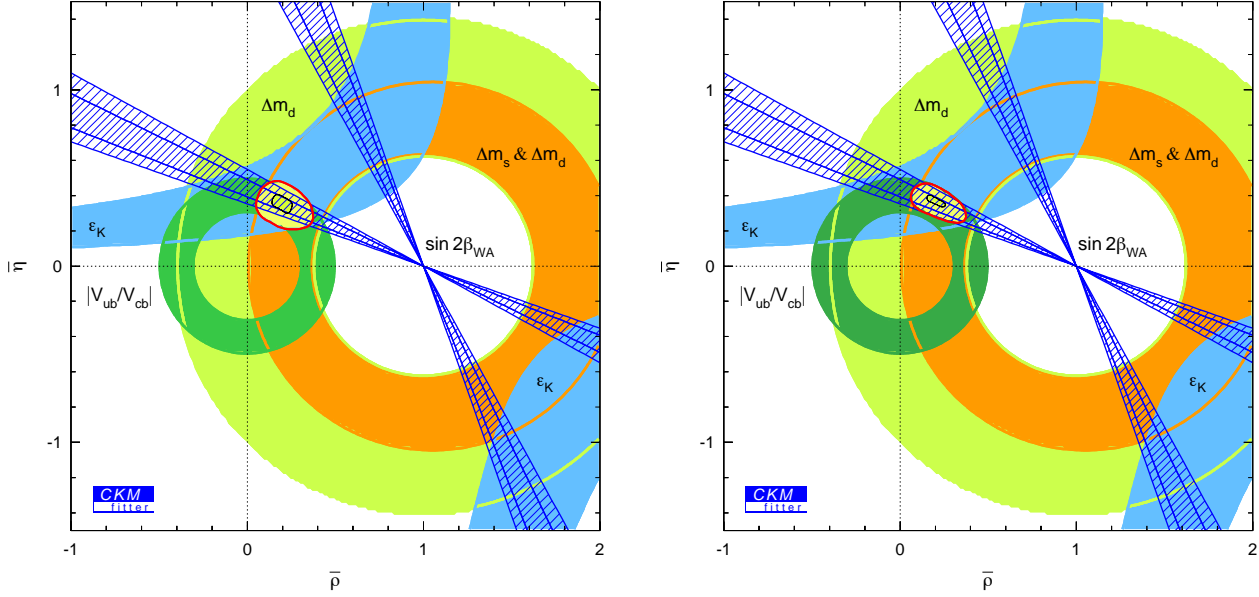 Δm_d
Δm_s & Δm_d
ε_K
sin 2β_WA
|V_ub/V_cb|
ε_K
CKM
fitter
1
0
-1
-1
0
1
2
η̅
ρ̅
Δm_d
Δm_s & Δm_d
ε_K
sin 2β_WA
|V_ub/V_cb|
ε_K
CKM
fitter
1
0
-1
-1
0
1
2
η̅
ρ̅